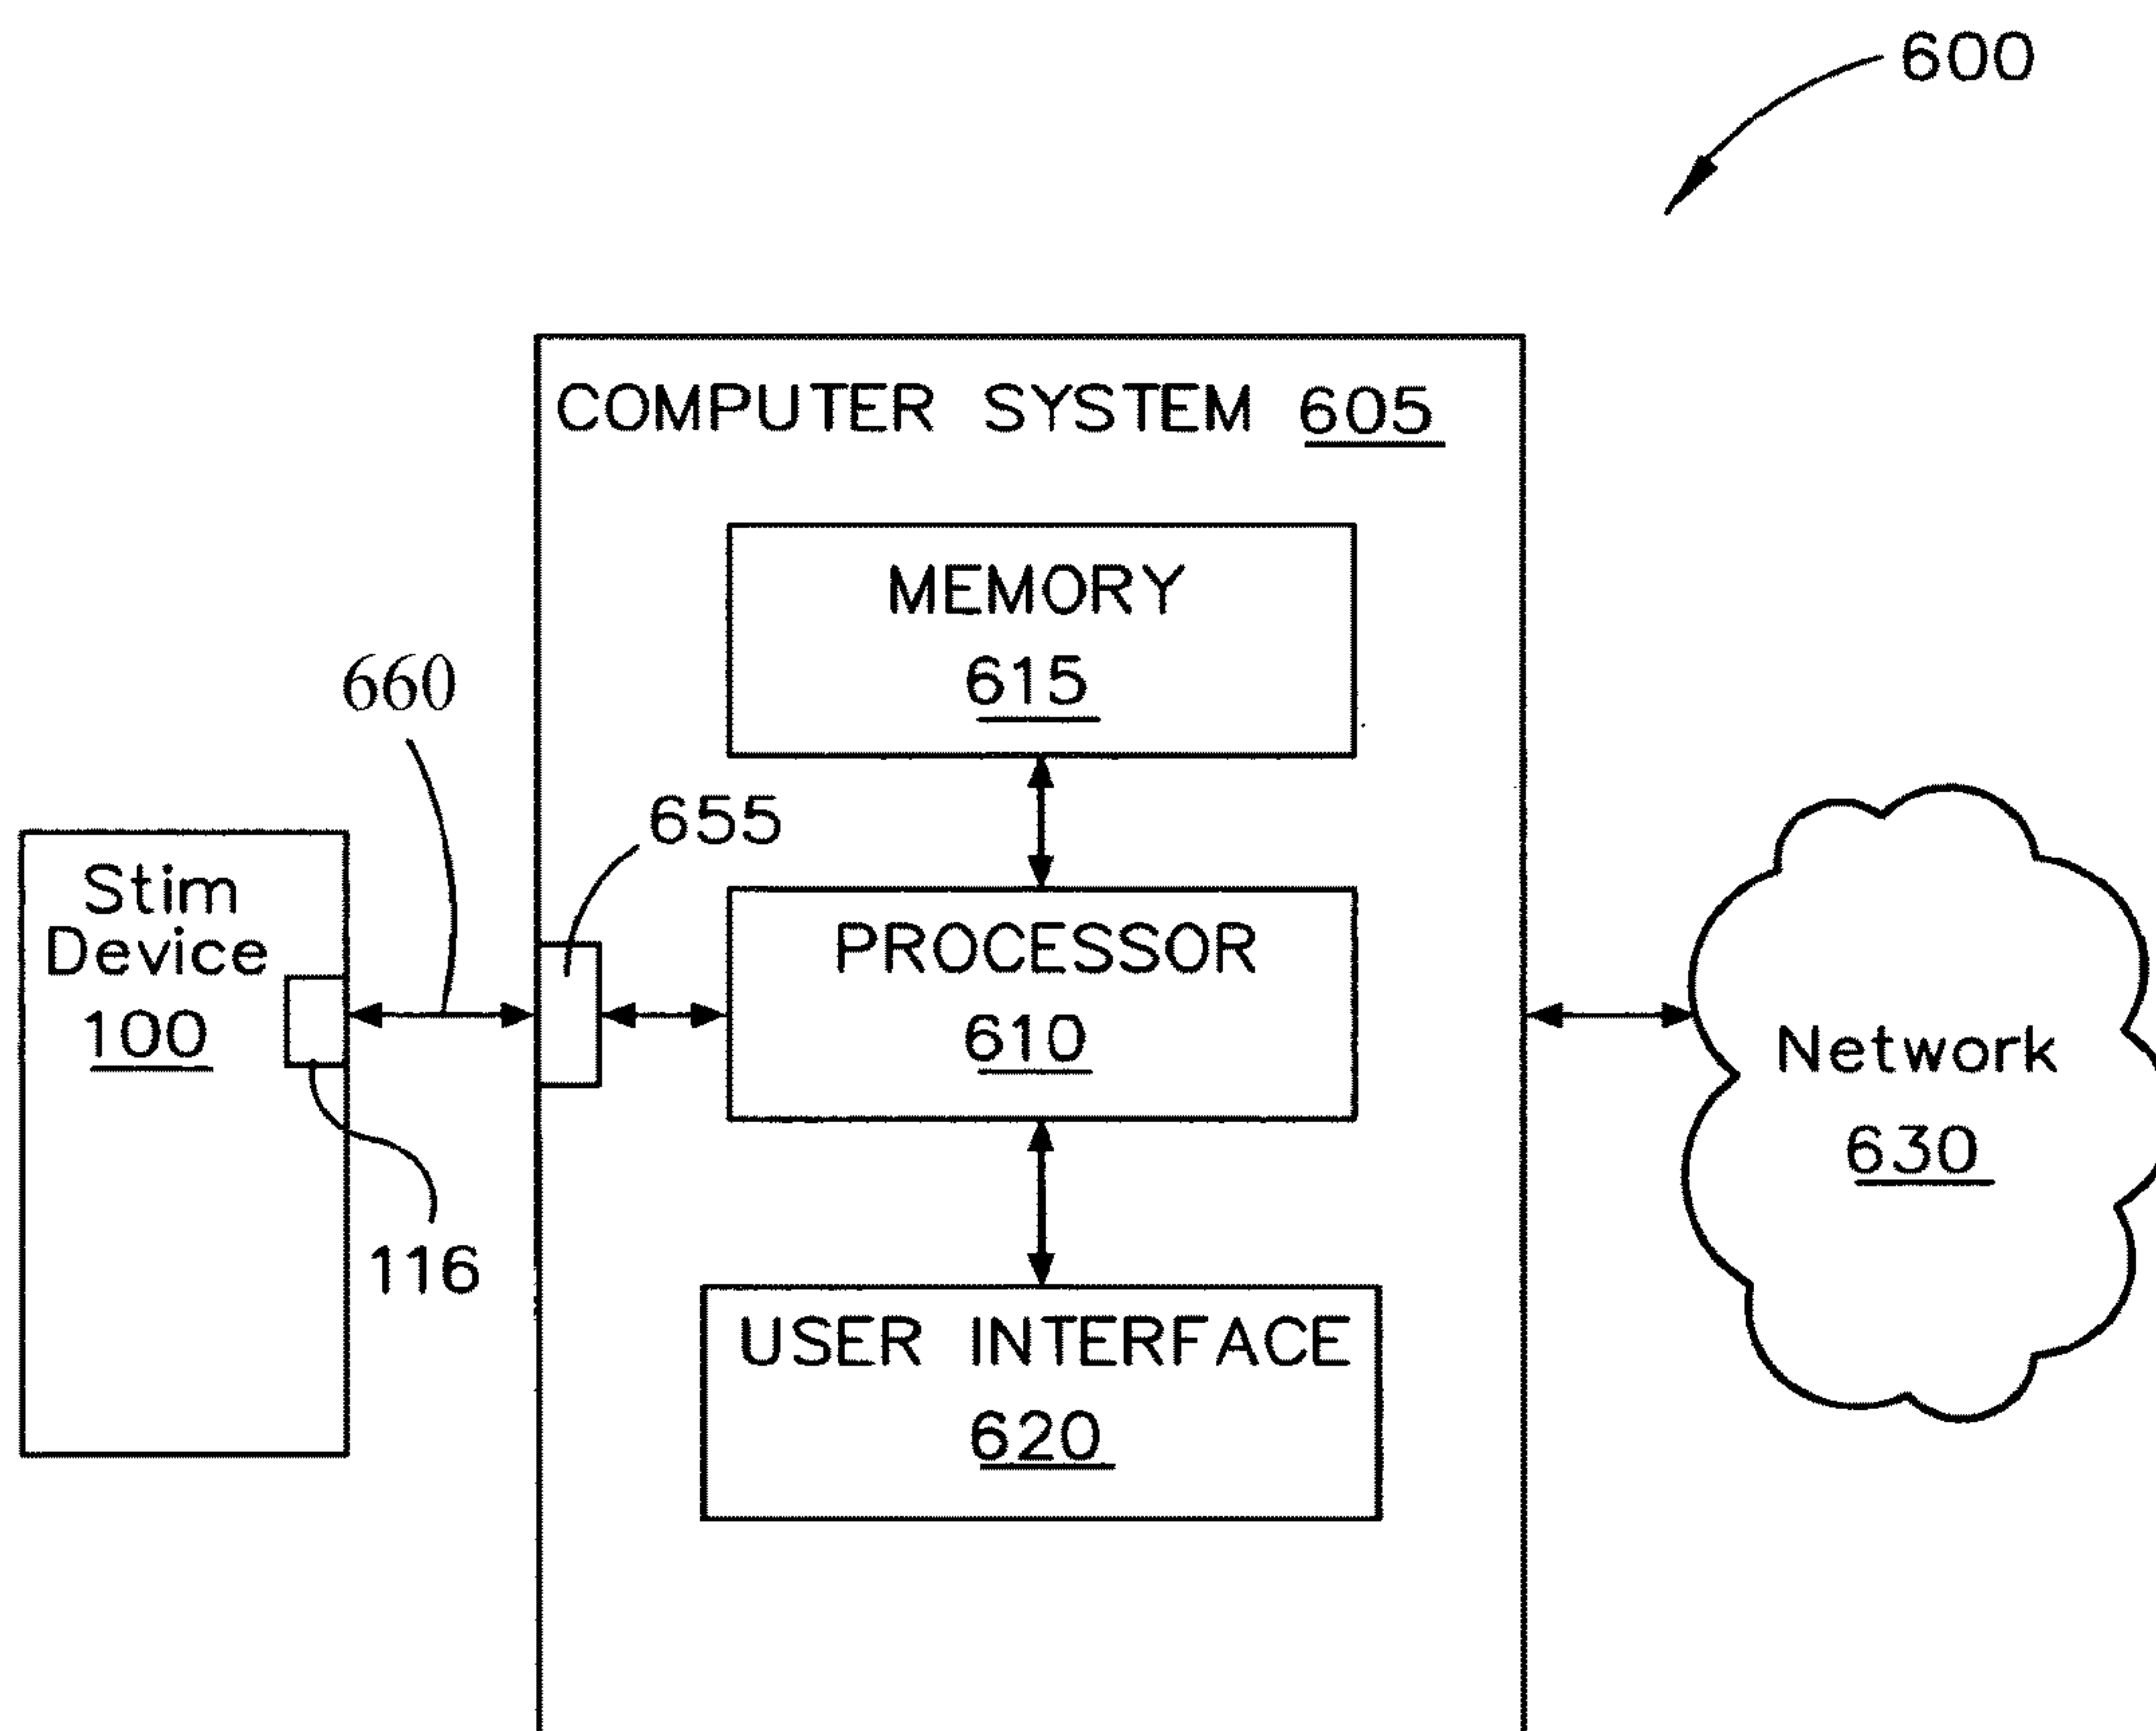 600
COMPUTER SYSTEM 605
MEMORY
615
660
655
Stim
Device
100
PROCESSOR
610
Network
630
116
USER INTERFACE
620